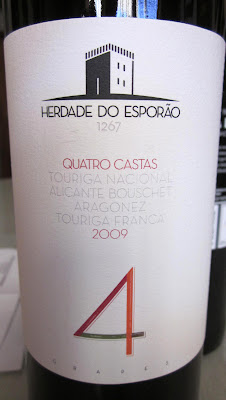 HERDADE DO ESPORÃO
1267
QUATRO CASTAS
TOURIGA NACIONAL
ALICANTE BOUSCHET
ARAGONEZ
TOURIGA FRANCA
2009
4
GRAPES